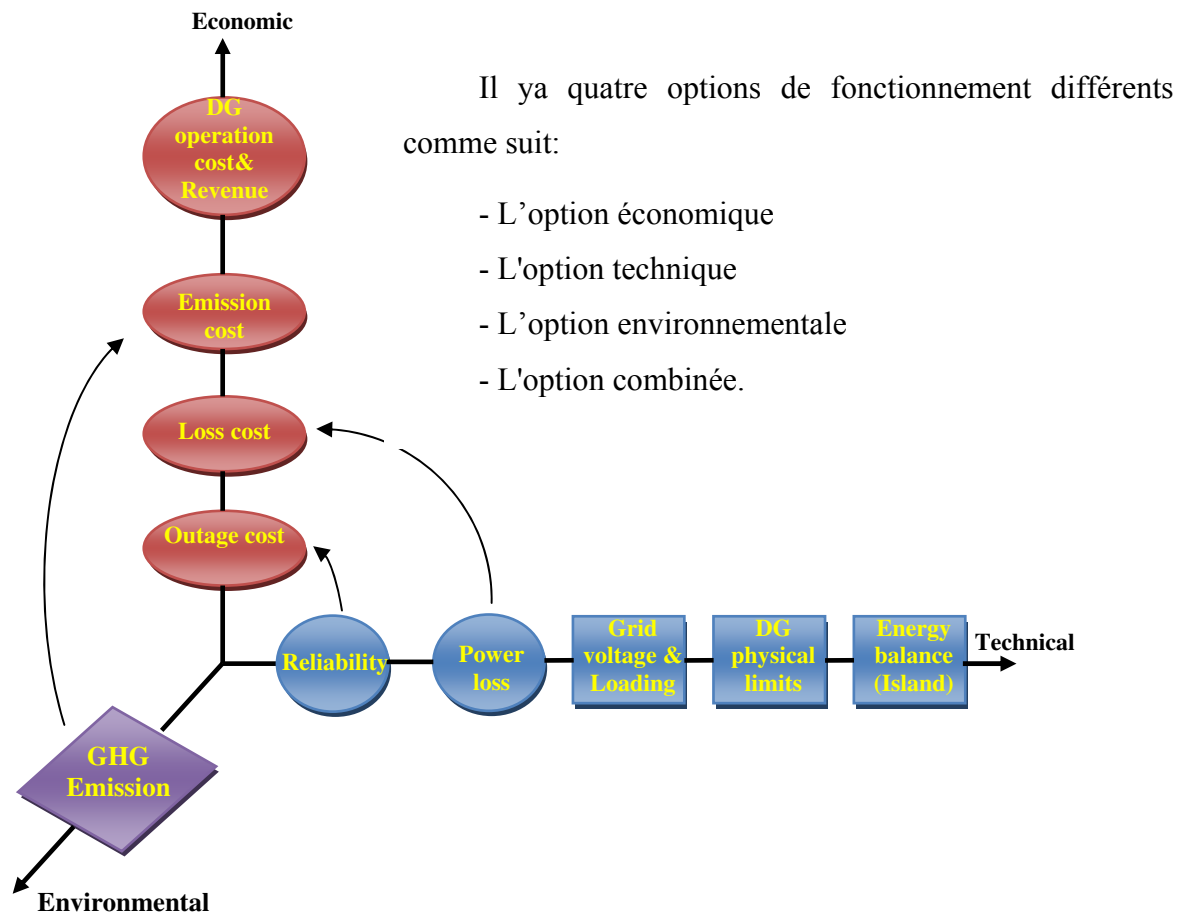 Economic
Il ya quatre options de fonctionnement différents
comme suit:
- L’option économique
- L'option technique
- L’option environnementale
- L'option combinée.
DG
operation
cost&
Revenue
Emission
cost
Loss cost
Outage cost
Reliability
Power
loss
Grid
voltage &
Loading
DG
physical
limits
Energy
balance
(Island)
Technical
GHG
Emission
Environmental